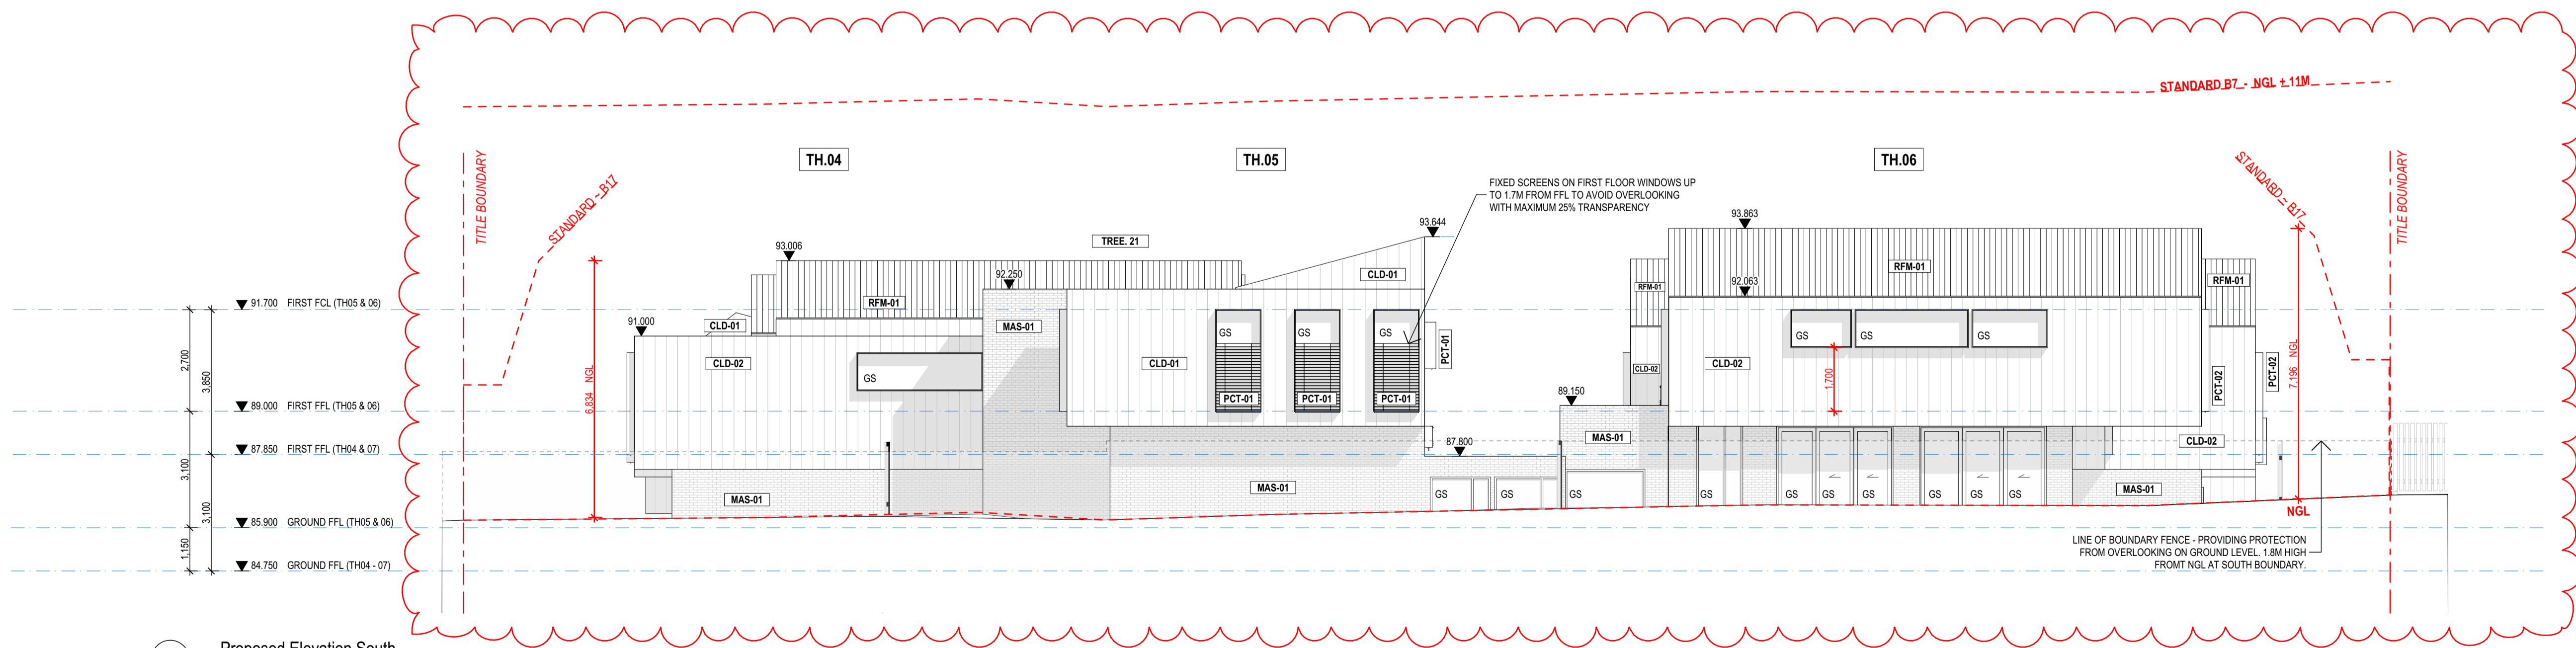 STANDARD B7 - NGL + 11M
TITLE BOUNDARY
STANDARD ~ B17
TH.04
TH.05
TH.06
STANDARD ~ B17
TITLE BOUNDARY
FIXED SCREENS ON FIRST FLOOR WINDOWS UP
TO 1.7M FROM FFL TO AVOID OVERLOOKING
WITH MAXIMUM 25% TRANSPARENCY
93.006
TREE. 21
93.644
93.863
92.250
92.063
91.000
CLD-01
RFM-01
MAS-01
CLD-01
RFM-01
RFM-01
RFM-01
91.700 FIRST FCL (TH05 & 06)
89.000 FIRST FFL (TH05 & 06)
87.850 FIRST FFL (TH04 & 07)
85.900 GROUND FFL (TH05 & 06)
84.750 GROUND FFL (TH04 - 07)
2,700
3,850
3,100
3,100
1,150
6,834 NGL
CLD-02
GS
CLD-01
GS
GS
GS
PCT-01
PCT-01
PCT-01
PCT-01
CLD-02
CLD-02
GS
GS
GS
1,700
PCT-02
PCT-02
7,196 NGL
89.150
87.800
MAS-01
CLD-02
MAS-01
MAS-01
GS
GS
GS
GS
GS
GS
GS
GS
GS
GS
MAS-01
NGL
LINE OF BOUNDARY FENCE - PROVIDING PROTECTION
FROM OVERLOOKING ON GROUND LEVEL. 1.8M HIGH
FROMT NGL AT SOUTH BOUNDARY.
Proposed Elevation South